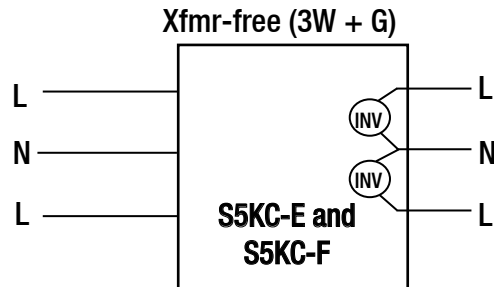 Xfmr-free (3W + G)
L
L
INV
N
N
INV
L
L
S5KC-E and
S5KC-F